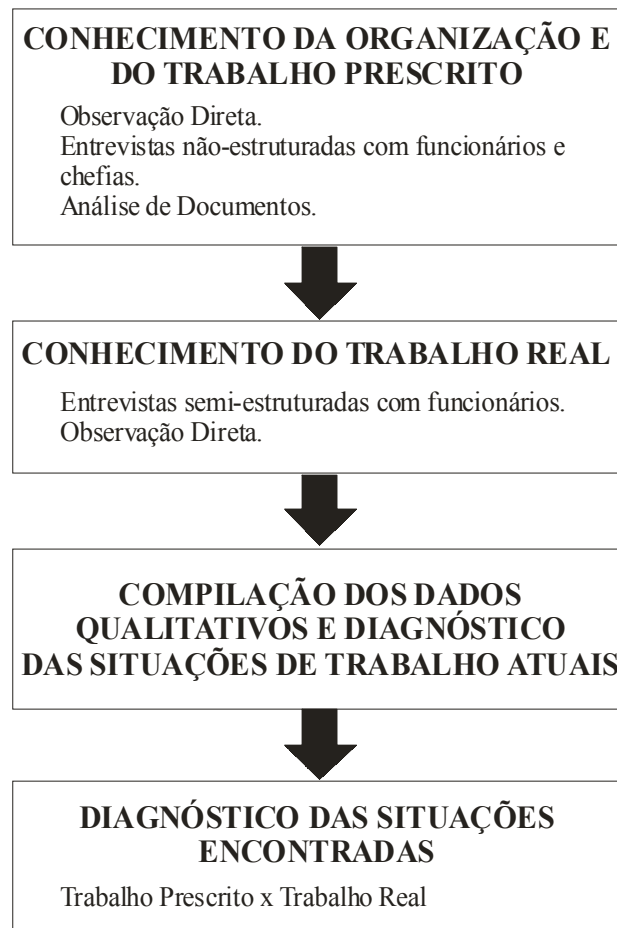 CONHECIMENTO DA ORGANIZAÇÃO E
DO TRABALHO PRESCRITO
Observação Direta.
Entrevistas não-estruturadas com funcionários e
chefias.
Análise de Documentos.
CONHECIMENTO DO TRABALHO REAL
Entrevistas semi-estruturadas com funcionários.
Observação Direta.
COMPILAÇÃO DOS DADOS
QUALITATIVOS E DIAGNÓSTICO
DAS SITUAÇÕES DE TRABALHO ATUAIS
DIAGNÓSTICO DAS SITUAÇÕES
ENCONTRADAS
Trabalho Prescrito x Trabalho Real